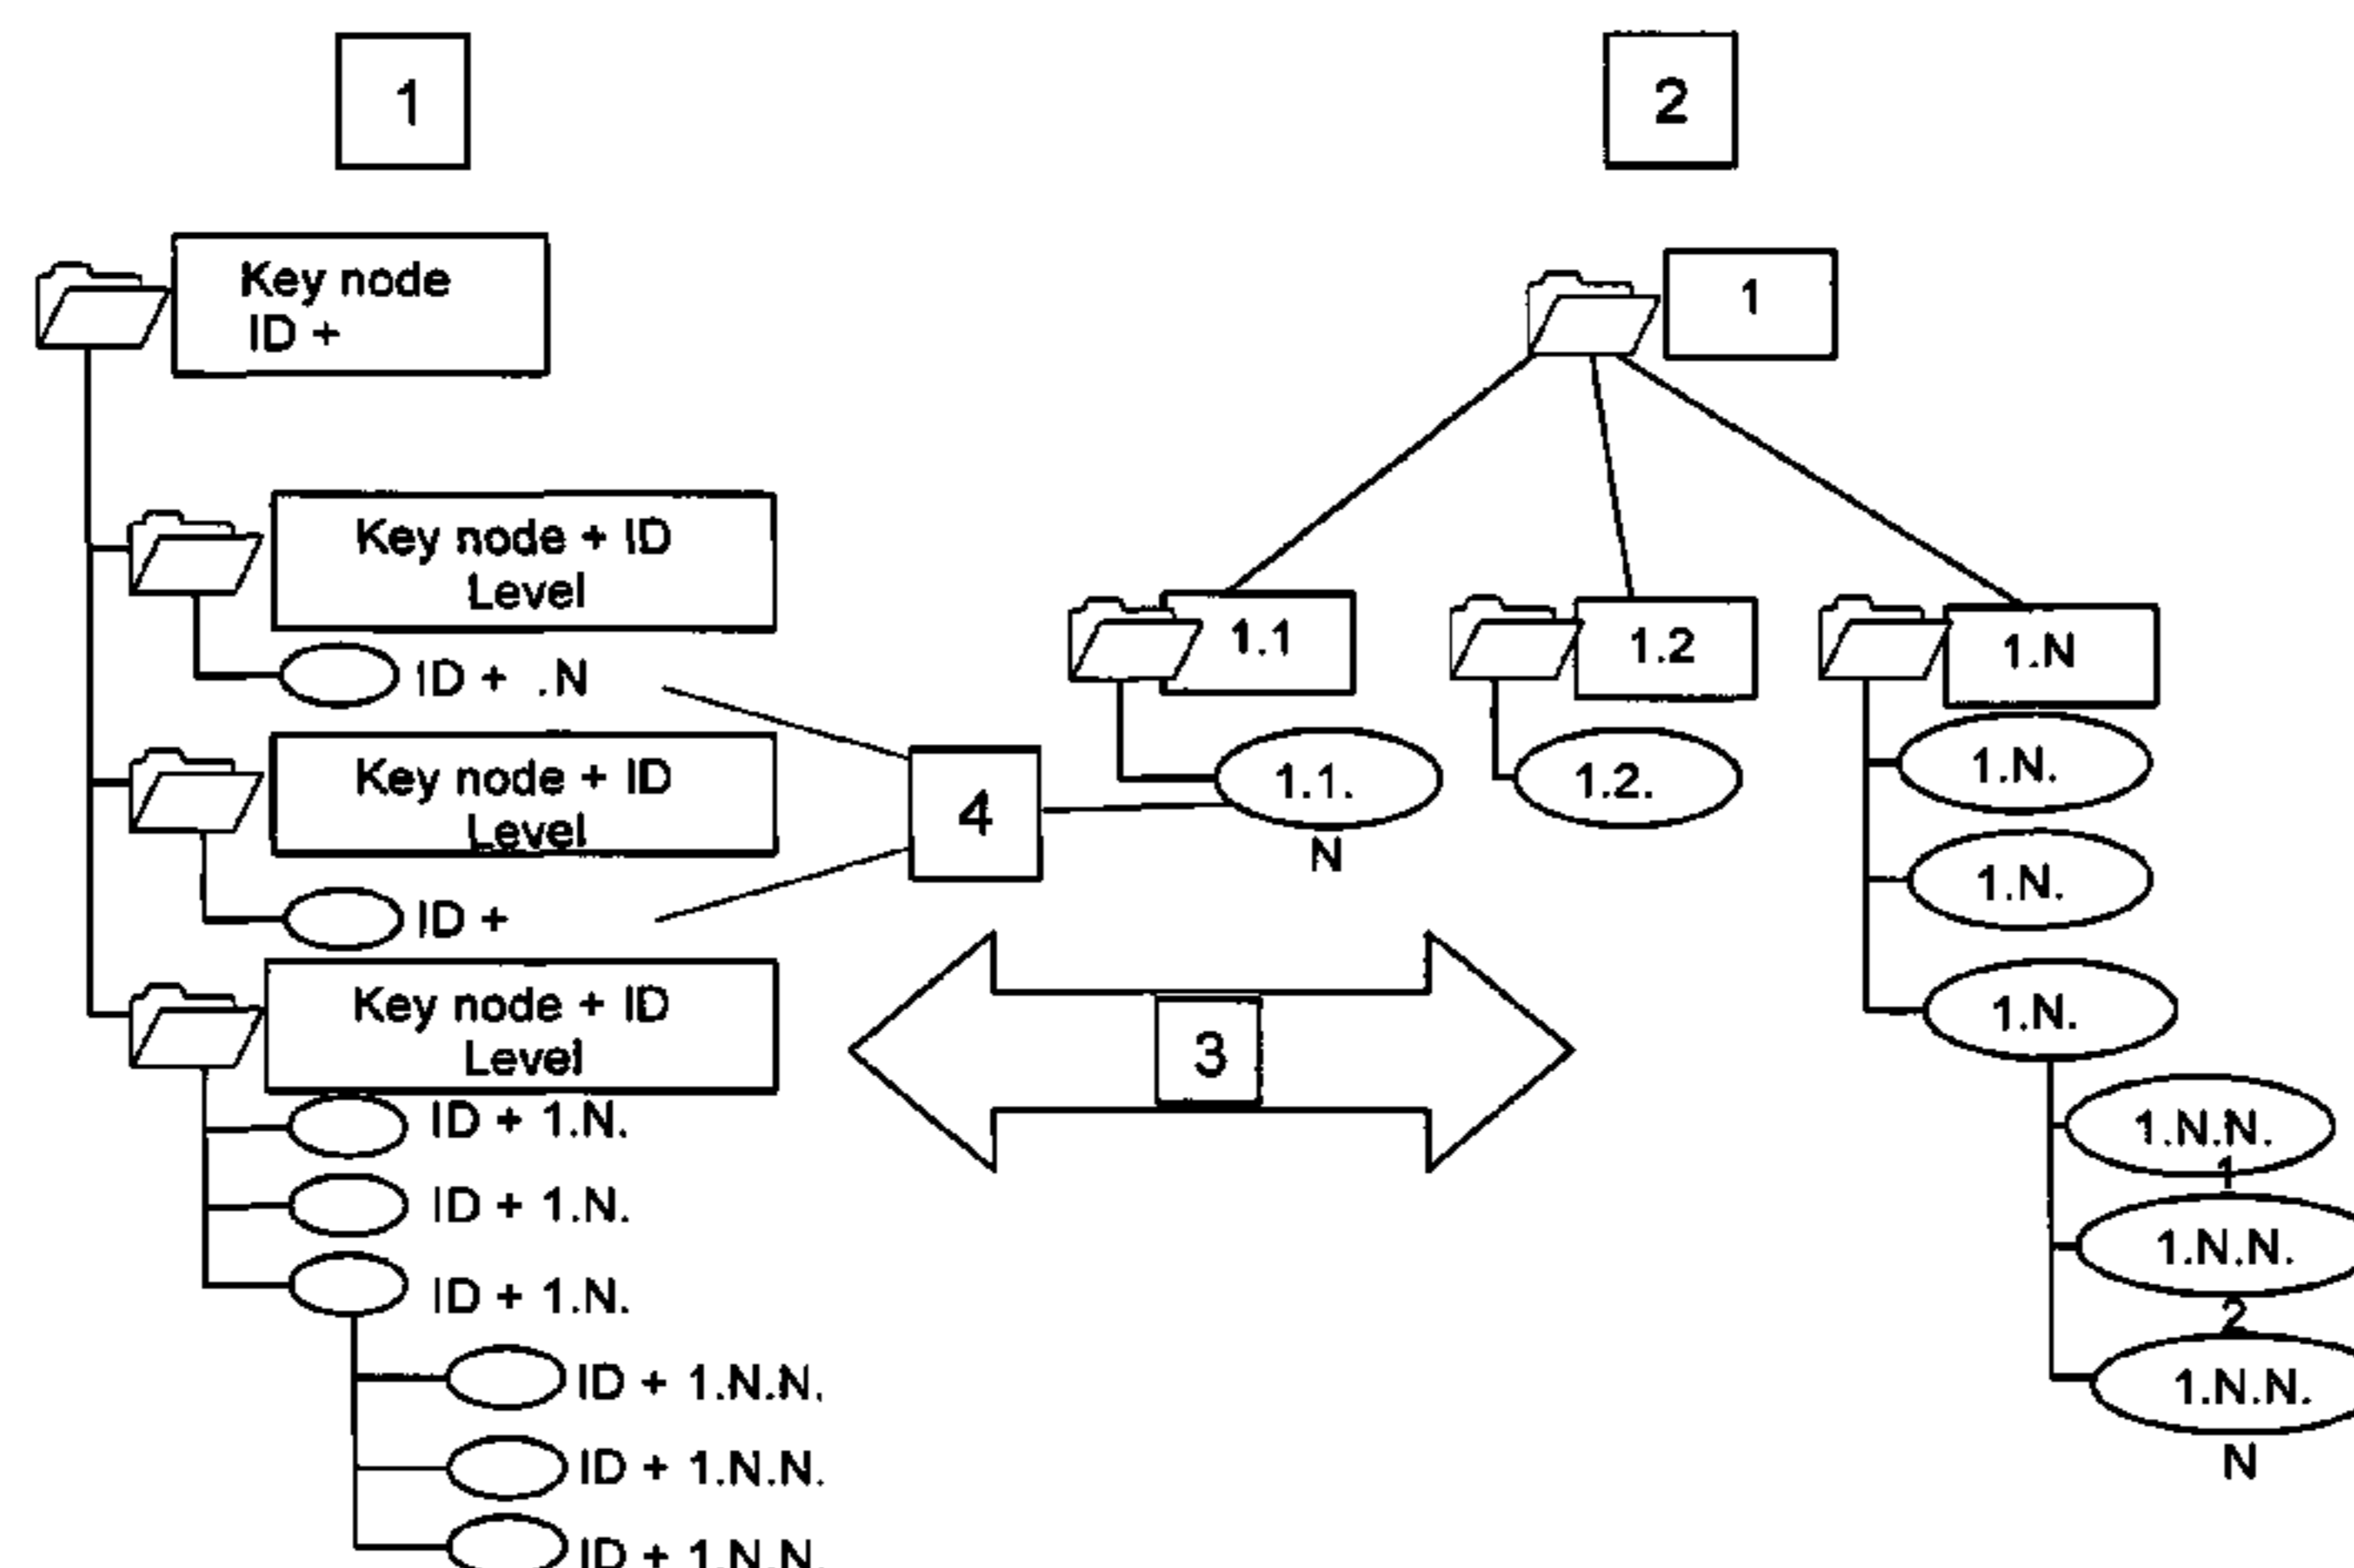 1
2
Key node
ID +
1
Key node + ID
Level
ID + .N
1.1
1.2
1.N
Key node + ID
Level
4
1.1.
N
1.2.
1.N.
1.N.
ID +
Key node + ID
Level
3
1.N.
ID + 1.N.
ID + 1.N.
ID + 1.N.
1.N.N.
1
1.N.N.
2
1.N.N.
N
ID + 1.N.N.
ID + 1.N.N.
ID + 1.N.N.